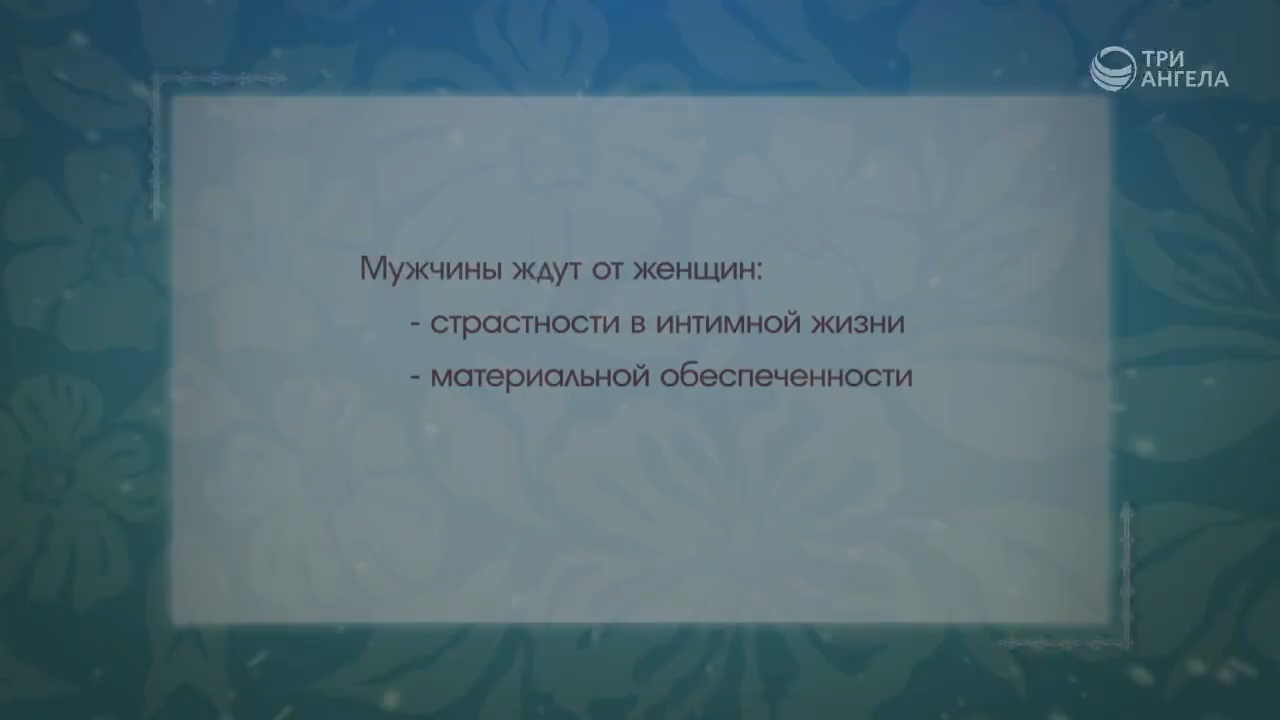 ТРИ
АНГЕЛА
Мужчины ждут от женщин:
- страстности в интимной жизни
- материальной обеспеченности